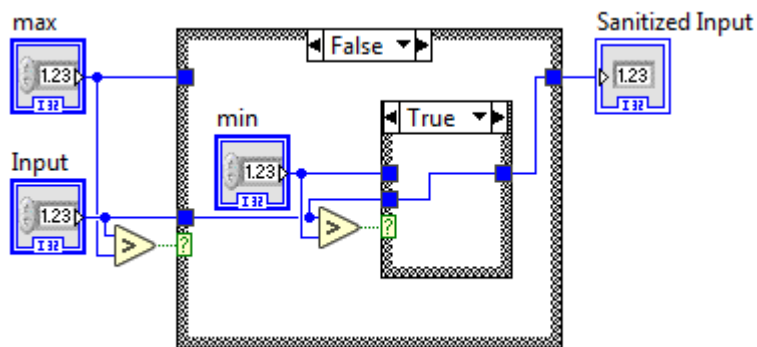 max
Sanitized Input
False
1.23
1.23
I32
I32
min
True
Input
1.23
1.23
I32
I32
>
>
?
?